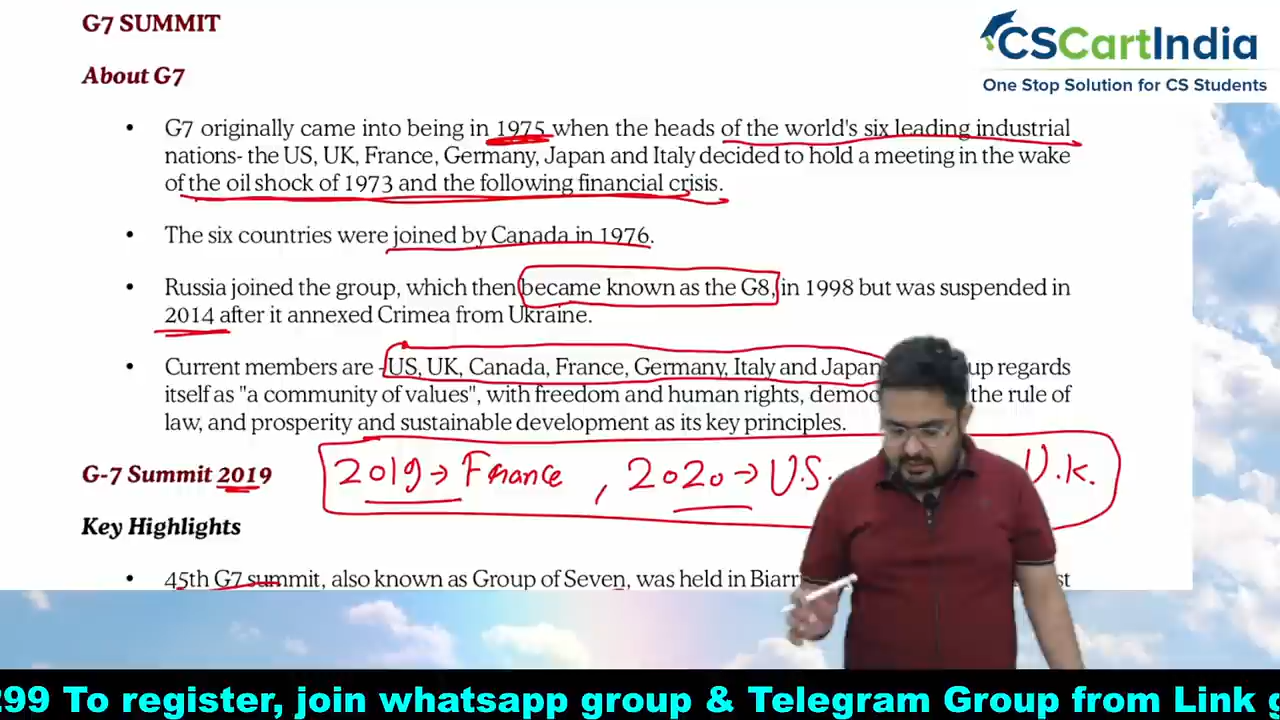 G7 SUMMIT
CSCartIndia
One Stop Solution for CS Students
About G7
• G7 originally came into being in 1975 when the heads of the world's six leading industrial
nations- the US, UK, France, Germany, Japan and Italy decided to hold a meeting in the wake
of the oil shock of 1973 and the following financial crisis.
• The six countries were joined by Canada in 1976.
• Russia joined the group, which then became known as the G8, in 1998 but was suspended in
2014 after it annexed Crimea from Ukraine.
• Current members are -US, UK, Canada, France, Germany, Italy and Japan regards
itself as "a community of values", with freedom and human rights, the rule of
law, and prosperity and sustainable development as its key principles.
G-7 Summit 2019
2019→France , 2020→U.S. U.K.
Key Highlights
• 45th G7 summit, also known as Group of Seven, was held in
299 To register, join whatsapp group & Telegram Group from Link